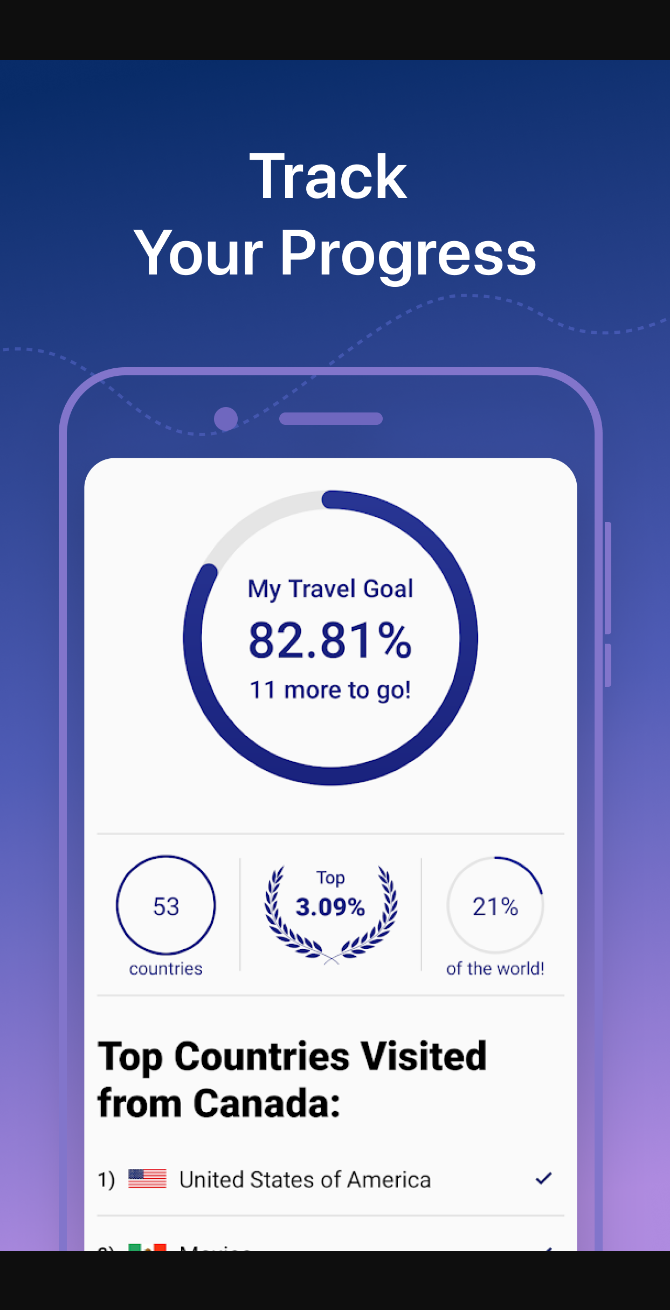 Track
Your Progress
My Travel Goal
82.81%
11 more to go!
53
countries
Top
3.09%
21%
of the world!
Top Countries Visited
from Canada:
1) United States of America
Mexico